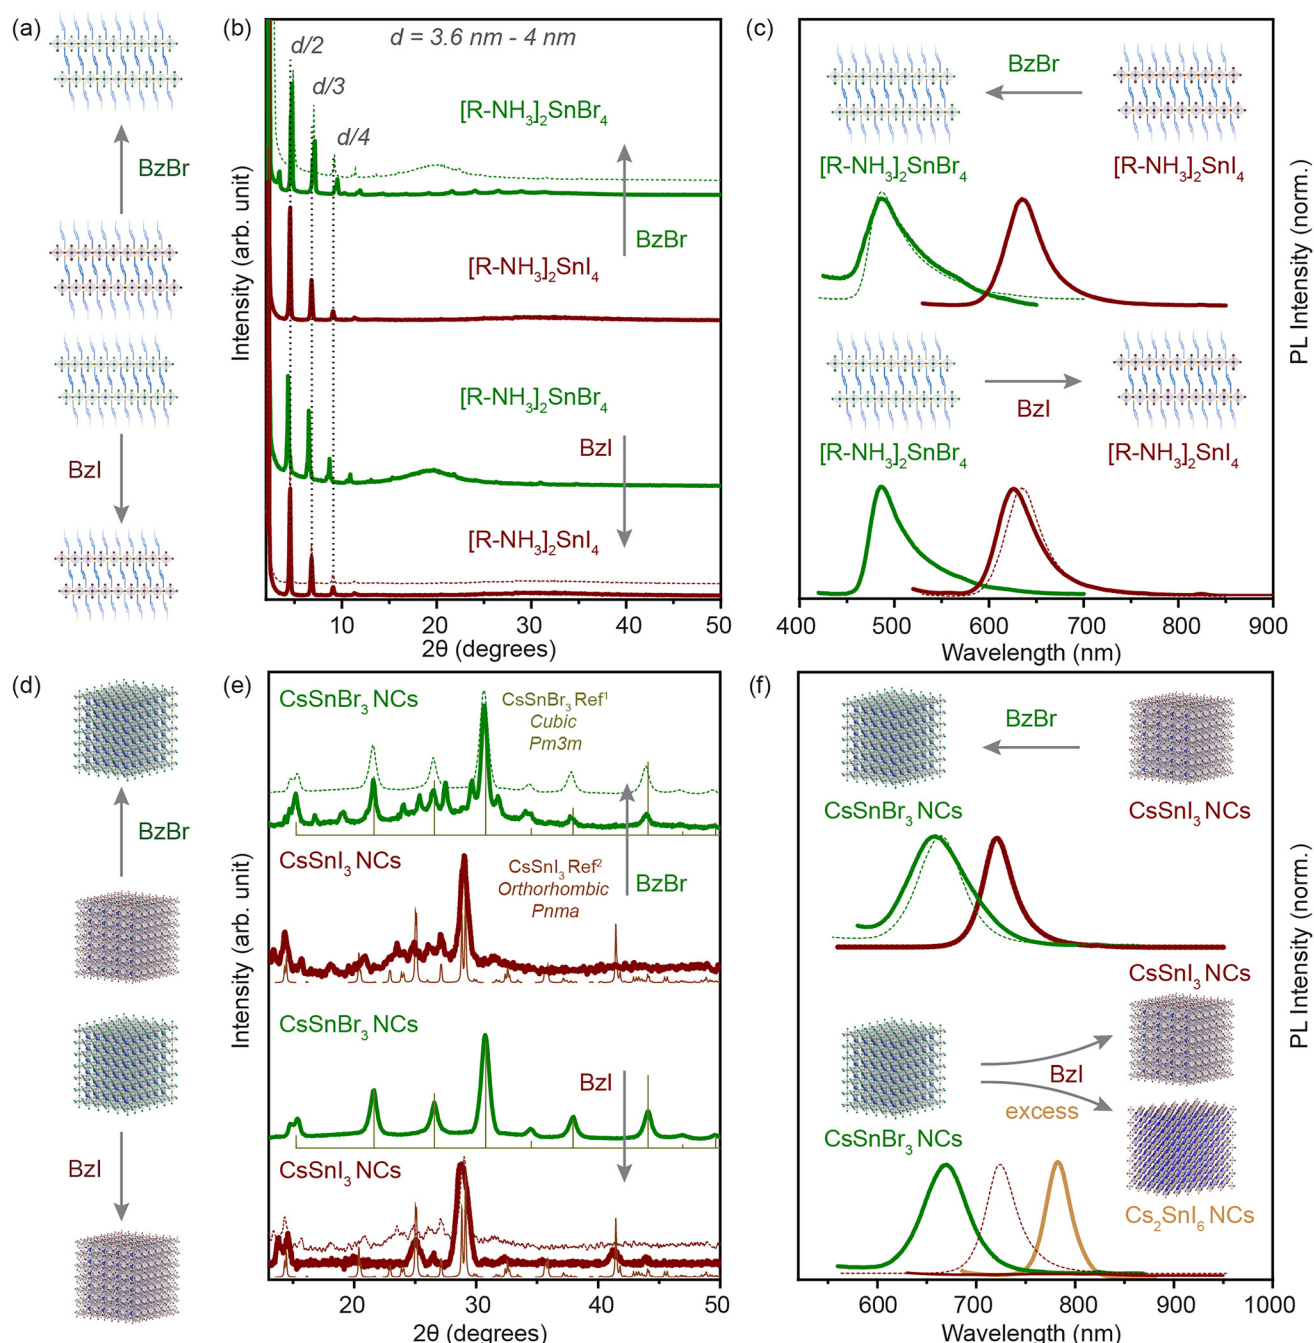 (a)
BzBr
BzI
(b)
d = 3.6 nm - 4 nm
d/2
d/3
d/4
[R-NH₃]₂SnBr₄
BzBr
[R-NH₃]₂SnI₄
[R-NH₃]₂SnBr₄
BzI
[R-NH₃]₂SnI₄
Intensity (arb. unit)
10 20 30 40 50
2θ (degrees)
(c)
BzBr
[R-NH₃]₂SnBr₄
[R-NH₃]₂SnI₄
BzI
[R-NH₃]₂SnBr₄
[R-NH₃]₂SnI₄
PL Intensity (norm.)
400 500 600 700 800 900
Wavelength (nm)
(d)
BzBr
BzI
(e)
CsSnBr₃ NCs
CsSnBr₃ Ref¹
Cubic
Pm3m
BzBr
CsSnI₃ NCs
CsSnI₃ Ref²
Orthorhombic
Pnma
CsSnBr₃ NCs
BzI
CsSnI₃ NCs
Intensity (arb. unit)
20 30 40 50
2θ (degrees)
(f)
BzBr
CsSnBr₃ NCs
CsSnI₃ NCs
CsSnI₃ NCs
BzI
excess
CsSnBr₃ NCs
Cs₂SnI₆ NCs
PL Intensity (norm.)
600 700 800 900 1000
Wavelength (nm)